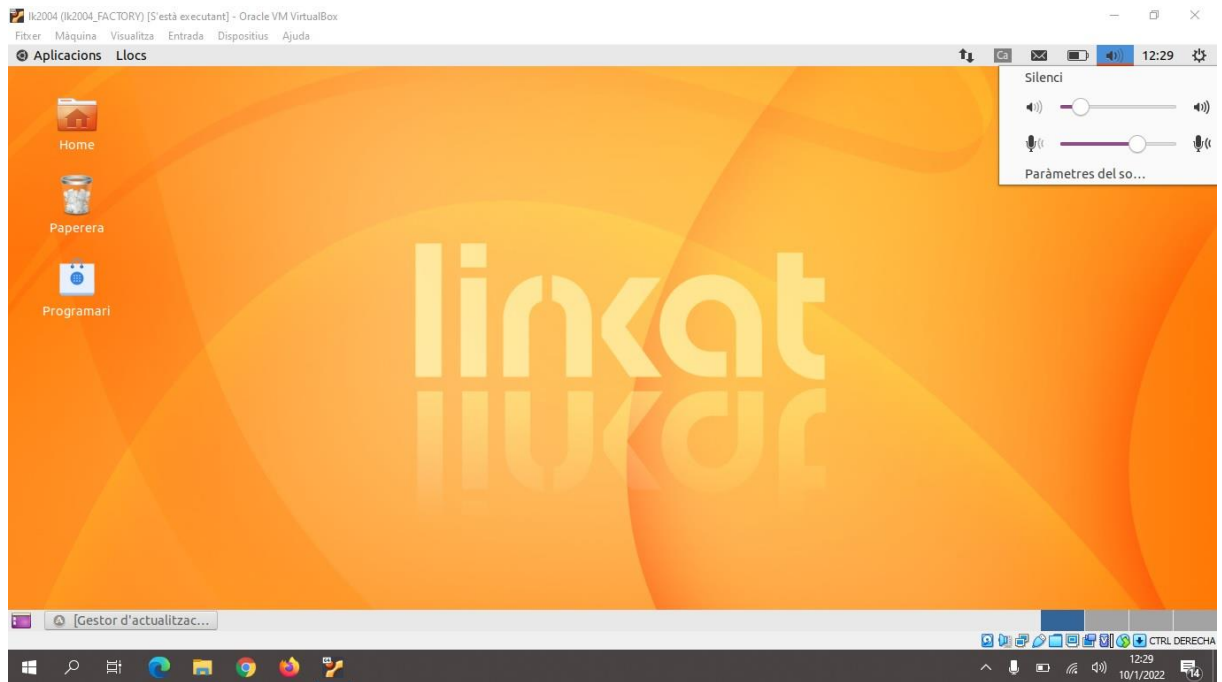 lk2004 (lk2004_FACTORY) [S'està executant] - Oracle VM VirtualBox
Fitxer Màquina Visualitza Entrada Dispositius Ajuda
Aplicacions Llocs Ca 12:29
Silenci
Paràmetres del so...
Home
Paperera
Programari
linkat
[Gestor d'actualitzac...
CTRL DERECHA
12:29
10/1/2022
14